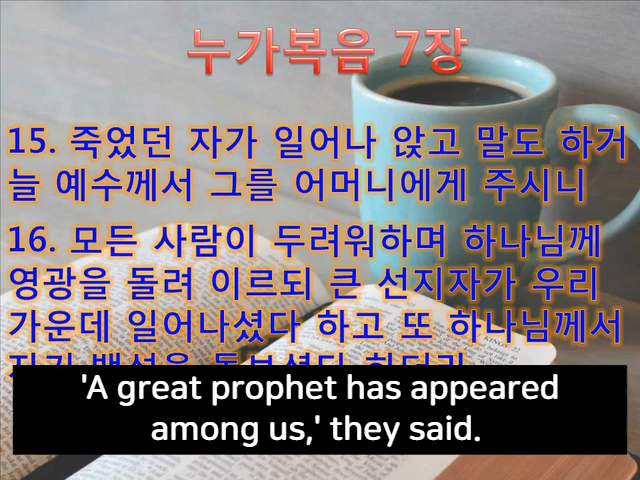 누가복음 7장
15. 죽었던 자가 일어나 앉고 말도 하거
늘 예수께서 그를 어머니에게 주시니
16. 모든 사람이 두려워하며 하나님께
영광을 돌려 이르되 큰 선지자가 우리
가운데 일어나셨다 하고 또 하나님께서
'A great prophet has appeared
among us,' they said.